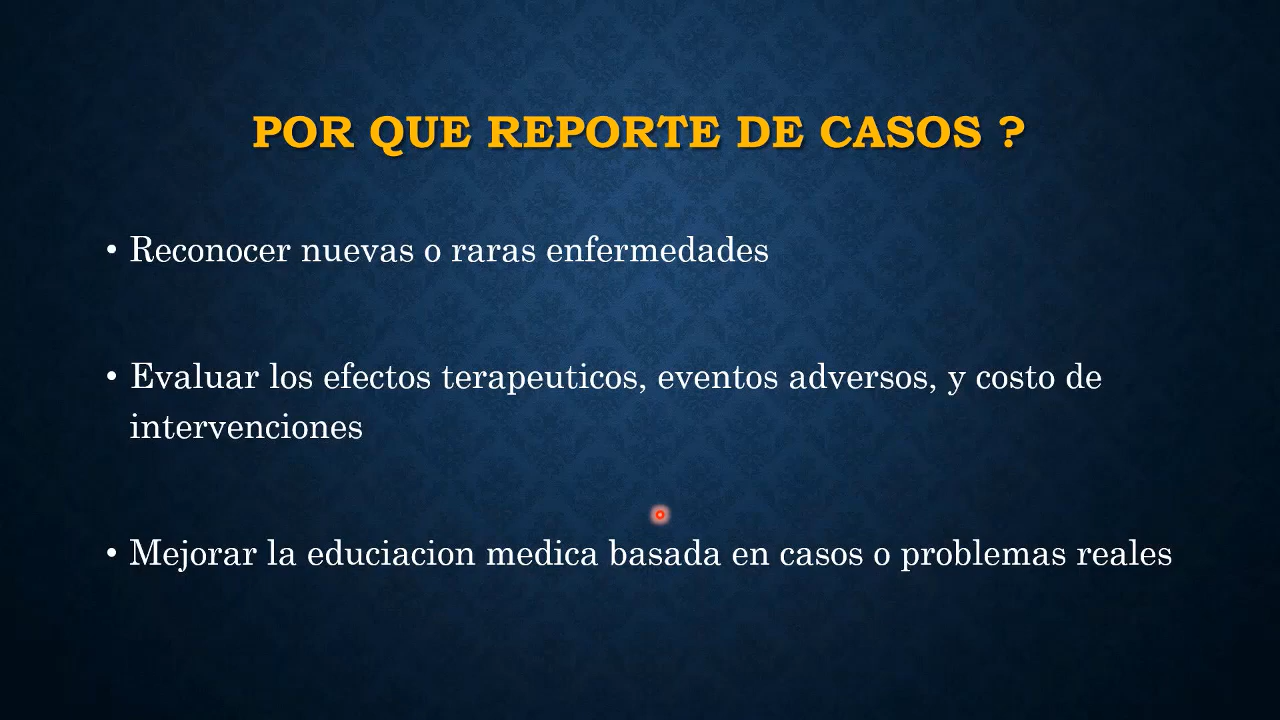 POR QUE REPORTE DE CASOS ?
• Reconocer nuevas o raras enfermedades
• Evaluar los efectos terapeuticos, eventos adversos, y costo de
intervenciones
• Mejorar la educiacion medica basada en casos o problemas reales